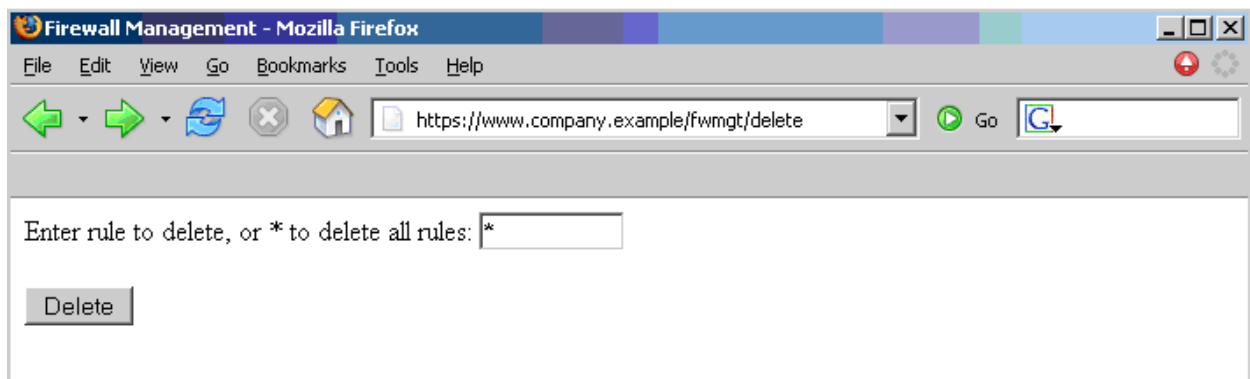 Firewall Management - Mozilla Firefox
File Edit View Go Bookmarks Tools Help
https://www.company.example/fwmgt/delete Go G
Enter rule to delete, or * to delete all rules: *
Delete